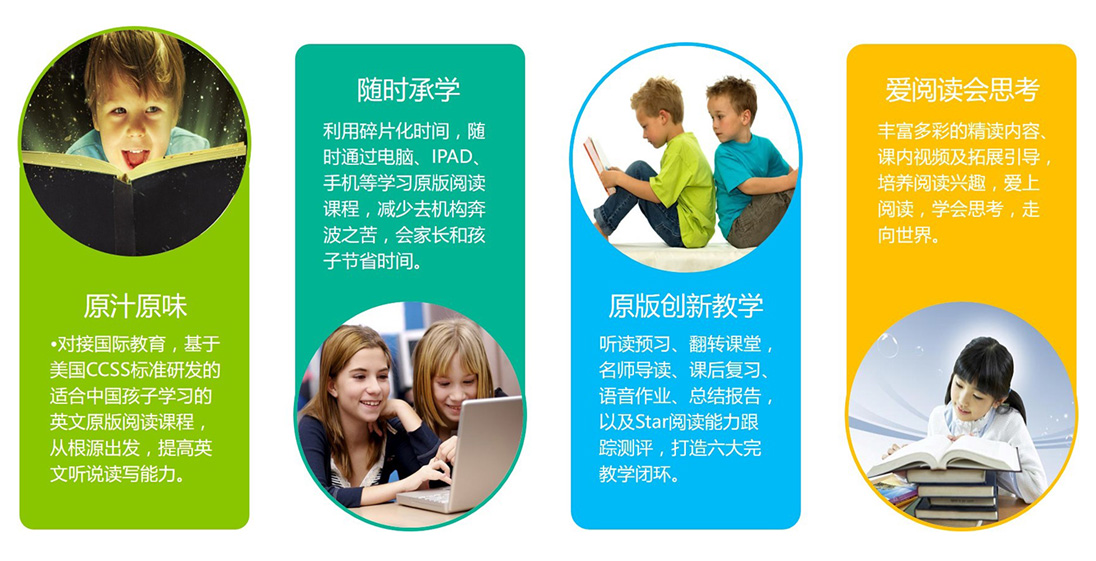 原汁原味
•对接国际教育，基于
美国CCSS标准研发的
适合中国孩子学习的
英文原版阅读课程，
从根源出发，提高英
文听说读写能力。
随时承学
利用碎片化时间，随
时通过电脑、IPAD、
手机等学习原版阅读
课程，减少去机构奔
波之苦，会家长和孩
子节省时间。
原版创新教学
听读预习、翻转课堂，
名师导读、课后复习、
语音作业、总结报告，
以及Star阅读能力跟
踪测评，打造六大完
教学闭环。
爱阅读会思考
丰富多彩的精读内容、
课内视频及拓展引导，
培养阅读兴趣，爱上
阅读，学会思考，走
向世界。